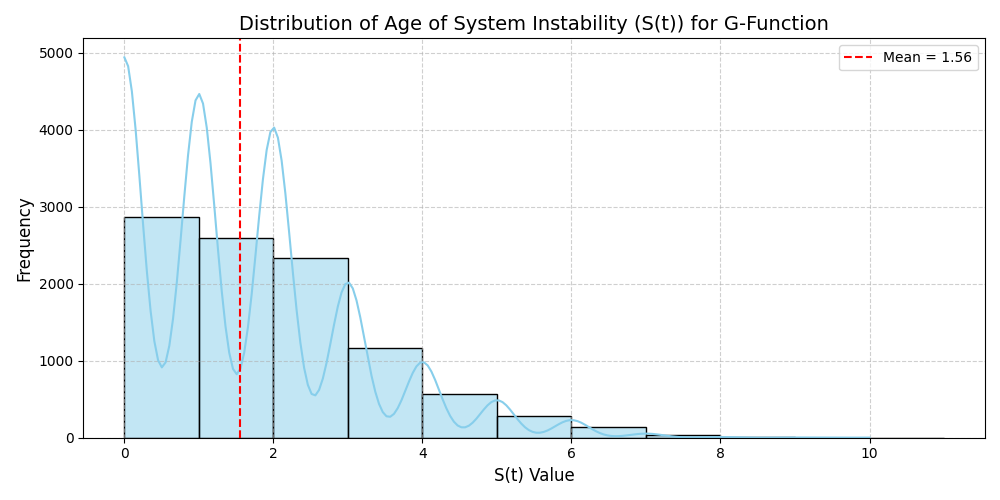 Distribution of Age of System Instability (S(t)) for G-Function
Mean = 1.56
Frequency
5000
4000
3000
2000
1000
0
0 2 4 6 8 10
S(t) Value